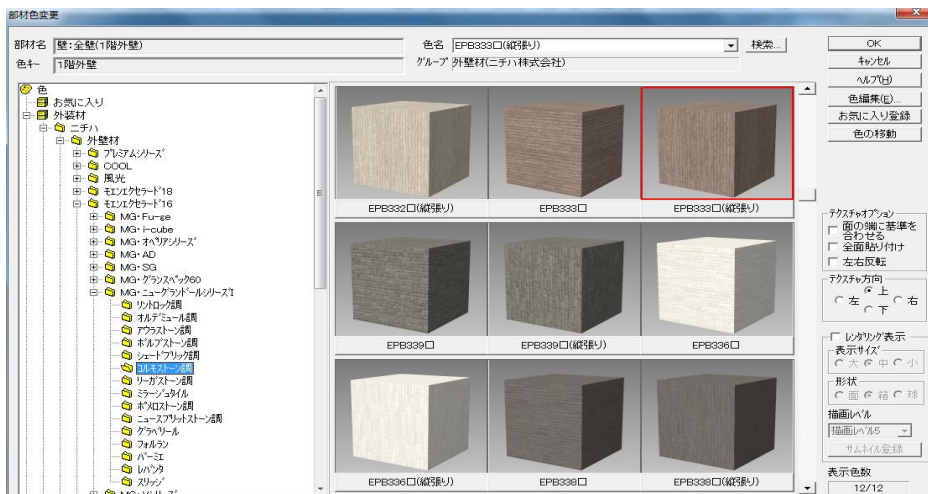 部材色変更
部材名 壁:全壁(1階外壁)
色キー 1階外壁
色名 EPB333□(縦張り) 検索...
グループ 外壁材(ニチハ株式会社)
OK
キャンセル
ヘルプ(H)
色編集(E)...
お気に入り登録
色の移動
色
お気に入り
外装材
ニチハ
外壁材
プレミアムシリーズ
COOL
風光
モエンエクセラード18
モエンエクセラード16
MG・Fu-ge
MG・i-cube
MG・オペリアシリーズ
MG・AD
MG・SG
MG・グランスペック60
MG・ニューグランドールシリーズI
リントロック調
オルデミュール調
アウラストーン調
ボルブストーン調
シェードブリック調
コルモストーン調
リーガストーン調
ミラージュタイル
ポメロストーン調
ニュースプリットストーン調
グラベリール
フォルラン
バーミエ
レバンタ
スリッジ
EPB332□(縦張り) EPB333□ EPB333□(縦張り)
EPB339□ EPB339□(縦張り) EPB336□
EPB336□(縦張り) EPB338□ EPB338□(縦張り)
テクスチャオプション
面の端に基準を
合わせる
全面貼り付け
左右反転
テクスチャ方向
上
左 右
下
レンダリング表示
表示サイズ
大 中 小
形状
面 箱 球
描画レベル
描画レベル5
サムネイル登録
表示色数
12/12